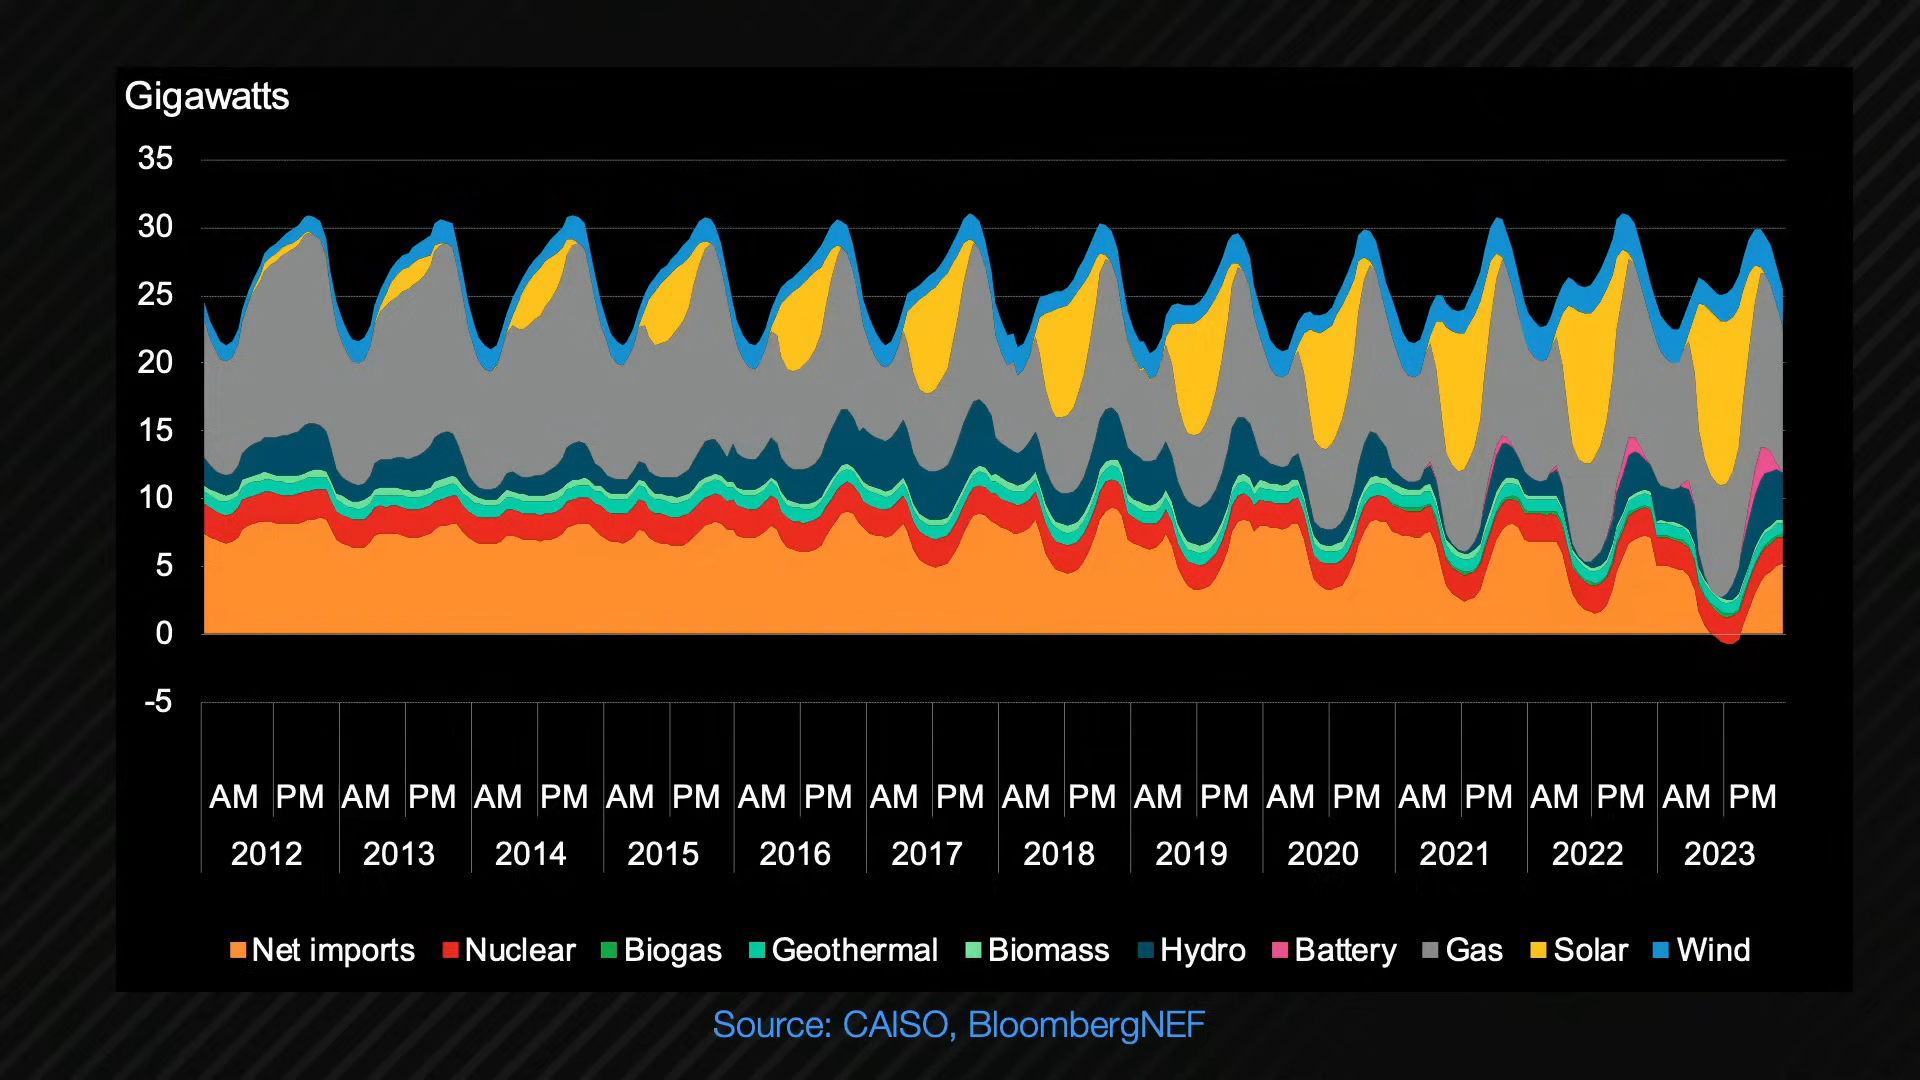 Gigawatts
35
30
25
20
15
10
5
0
-5
AM PM AM PM AM PM AM PM AM PM AM PM AM PM AM PM AM PM AM PM AM PM AM PM
2012 2013 2014 2015 2016 2017 2018 2019 2020 2021 2022 2023
Net imports Nuclear Biogas Geothermal Biomass Hydro Battery Gas Solar Wind
Source: CAISO, BloombergNEF